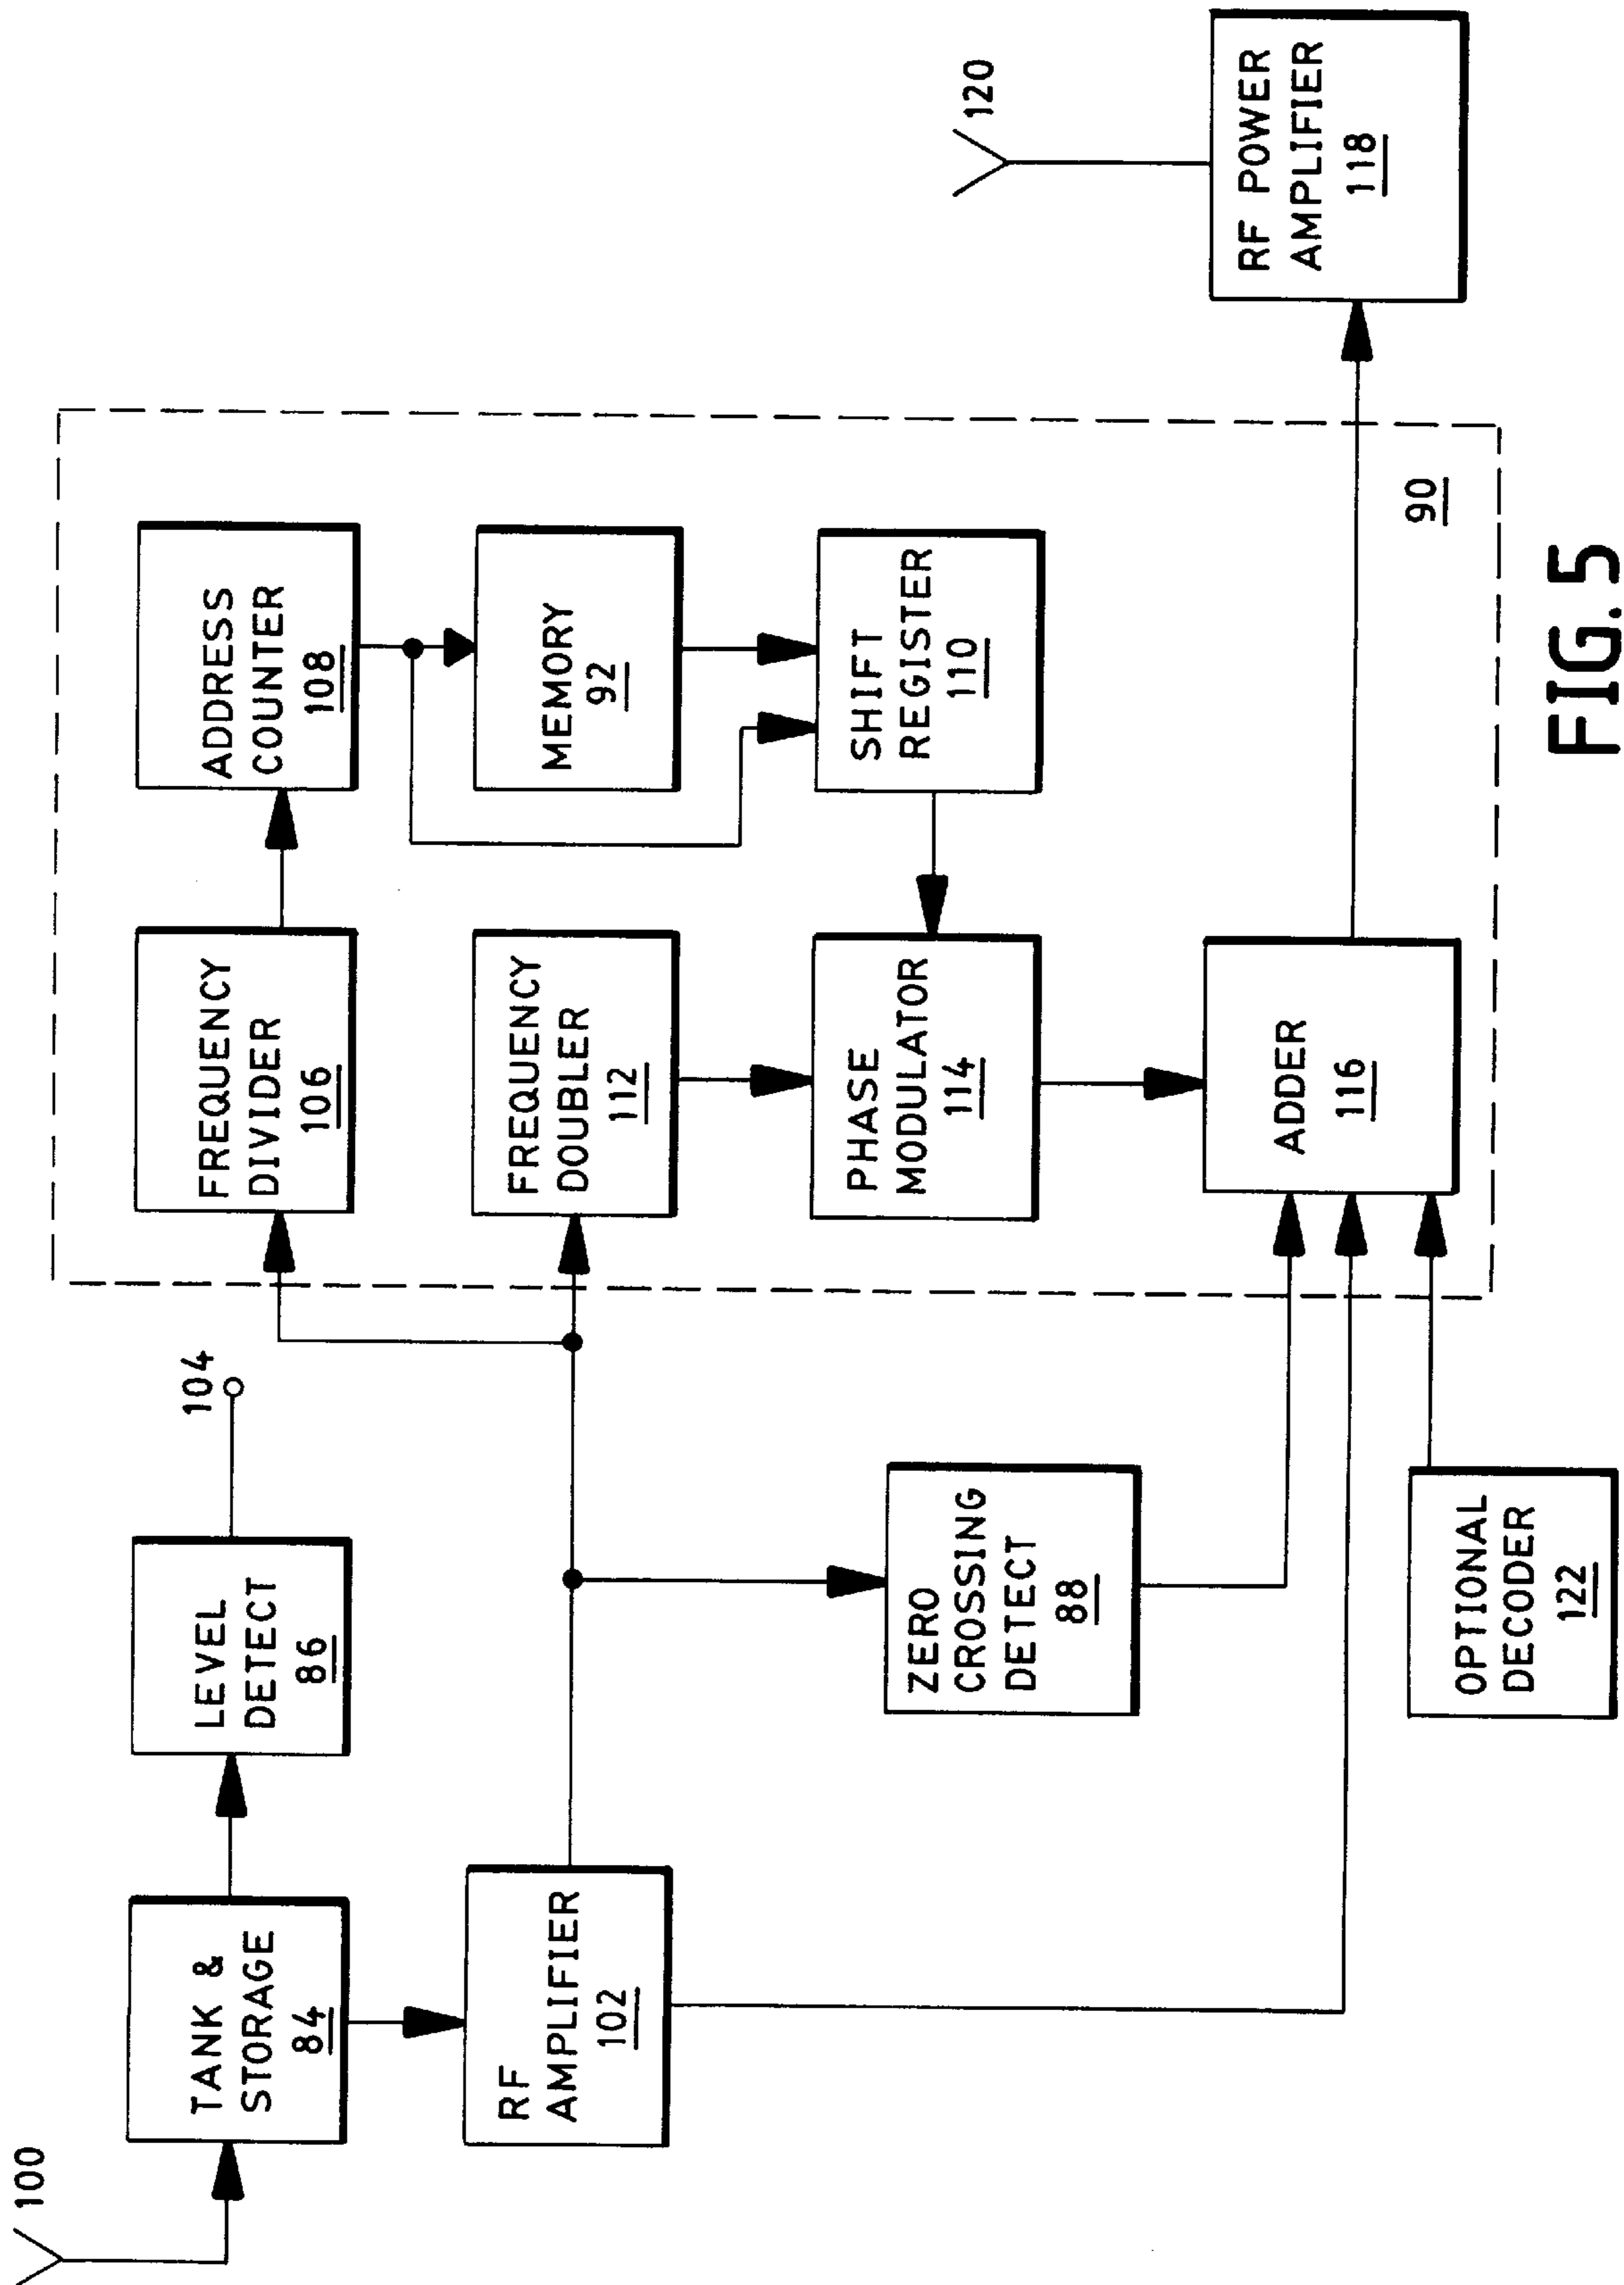 100
TANK &
STORAGE
84
LEVEL
DETECT
86
104
RF
AMPLIFIER
102
ZERO
CROSSING
DETECT
88
OPTIONAL
DECODER
122
FREQUENCY
DIVIDER
106
ADDRESS
COUNTER
108
FREQUENCY
DOUBLER
112
MEMORY
92
PHASE
MODULATOR
114
SHIFT
REGISTER
110
ADDER
116
90
120
RF POWER
AMPLIFIER
118
FIG. 5